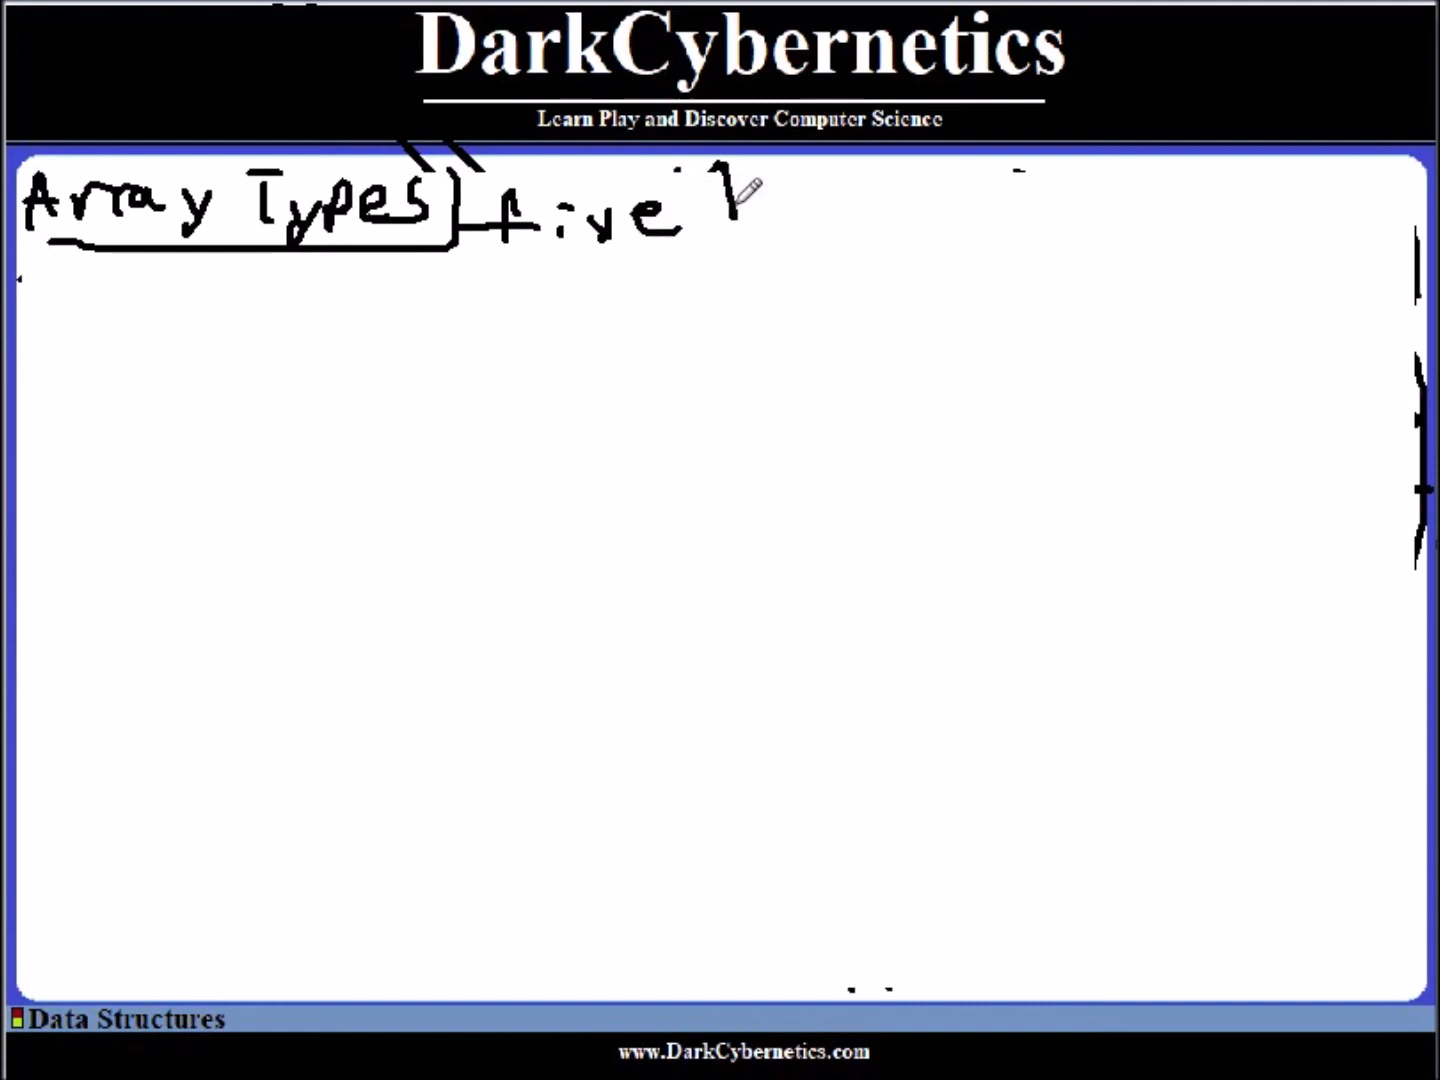 DarkCybernetics
Learn Play and Discover Computer Science
Array Types five
Data Structures
www.DarkCybernetics.com